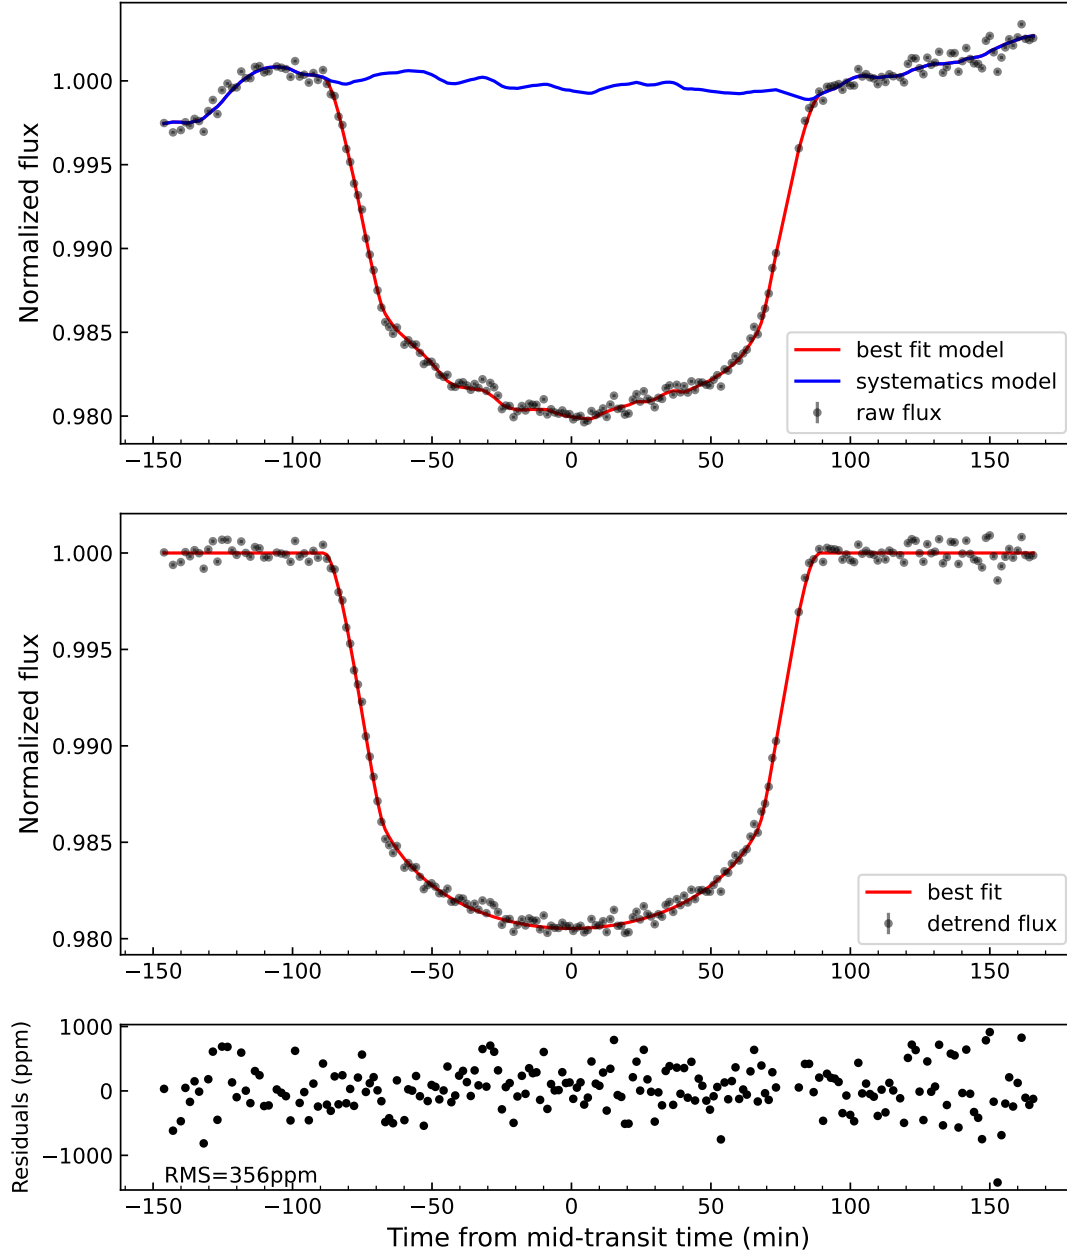 1.000
0.995
0.990
0.985
0.980
Normalized flux
best fit model
systematics model
raw flux
−150 −100 −50 0 50 100 150
1.000
0.995
0.990
0.985
0.980
Normalized flux
best fit
detrend flux
−150 −100 −50 0 50 100 150
1000
0
−1000
Residuals (ppm)
RMS=356ppm
−150 −100 −50 0 50 100 150
Time from mid-transit time (min)